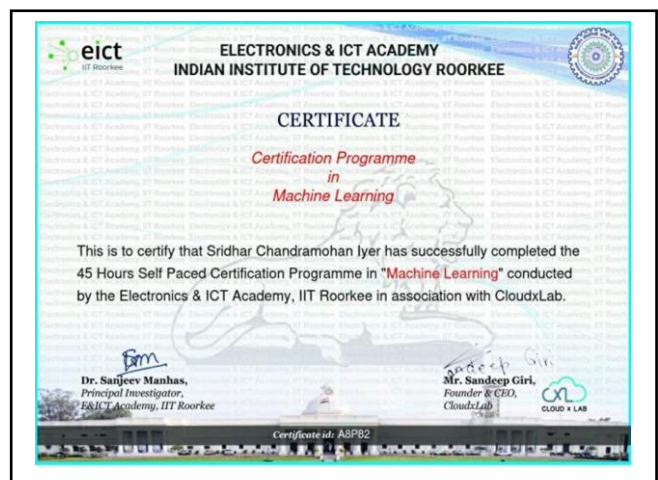 eict
IIT Roorkee
ELECTRONICS & ICT ACADEMY
INDIAN INSTITUTE OF TECHNOLOGY ROORKEE
CERTIFICATE
Certification Programme
in
Machine Learning
This is to certify that Sridhar Chandramohan Iyer has successfully completed the
45 Hours Self Paced Certification Programme in "Machine Learning" conducted
by the Electronics & ICT Academy, IIT Roorkee in association with CloudxLab.
Sandeep Giri
Dr. Sanjeev Manhas,
Principal Investigator,
E&ICT Academy, IIT Roorkee
Mr. Sandeep Giri,
Founder & CEO,
CloudxLab
CLOUD X LAB
Certificate id: A8P82